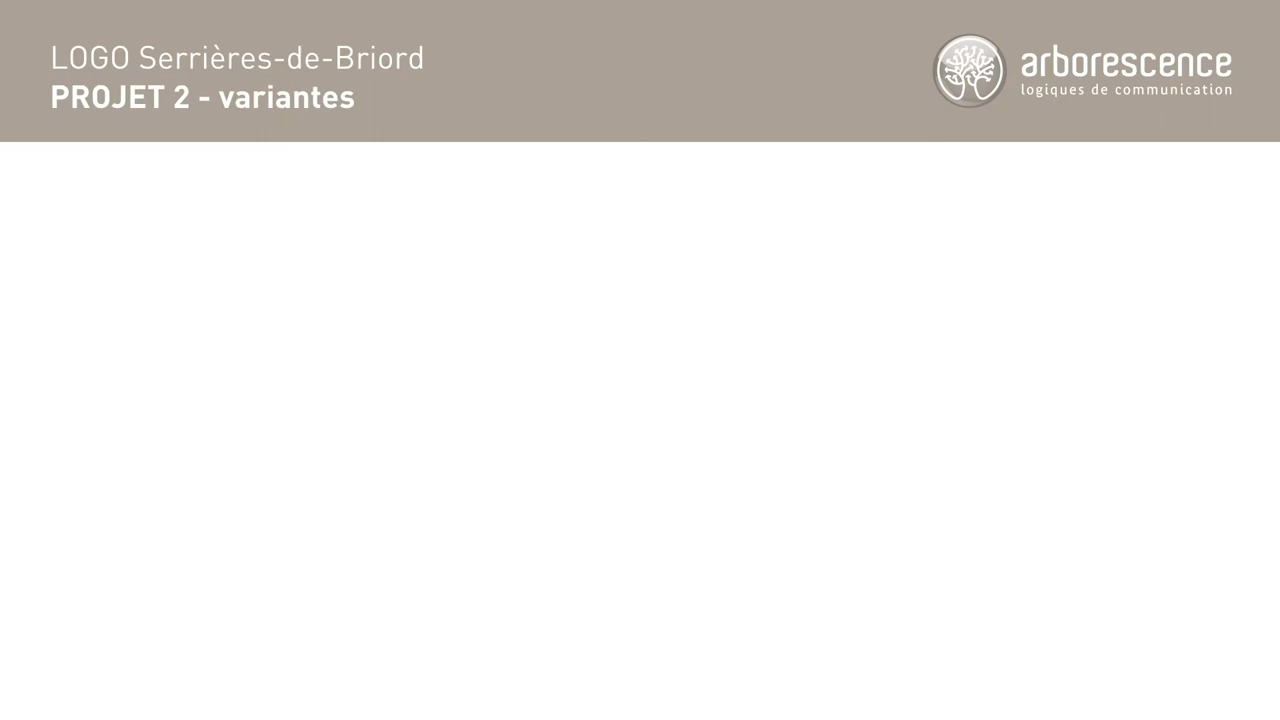 LOGO Serrières-de-Briord
PROJET 2 - variantes
arborescence
logiques de communication